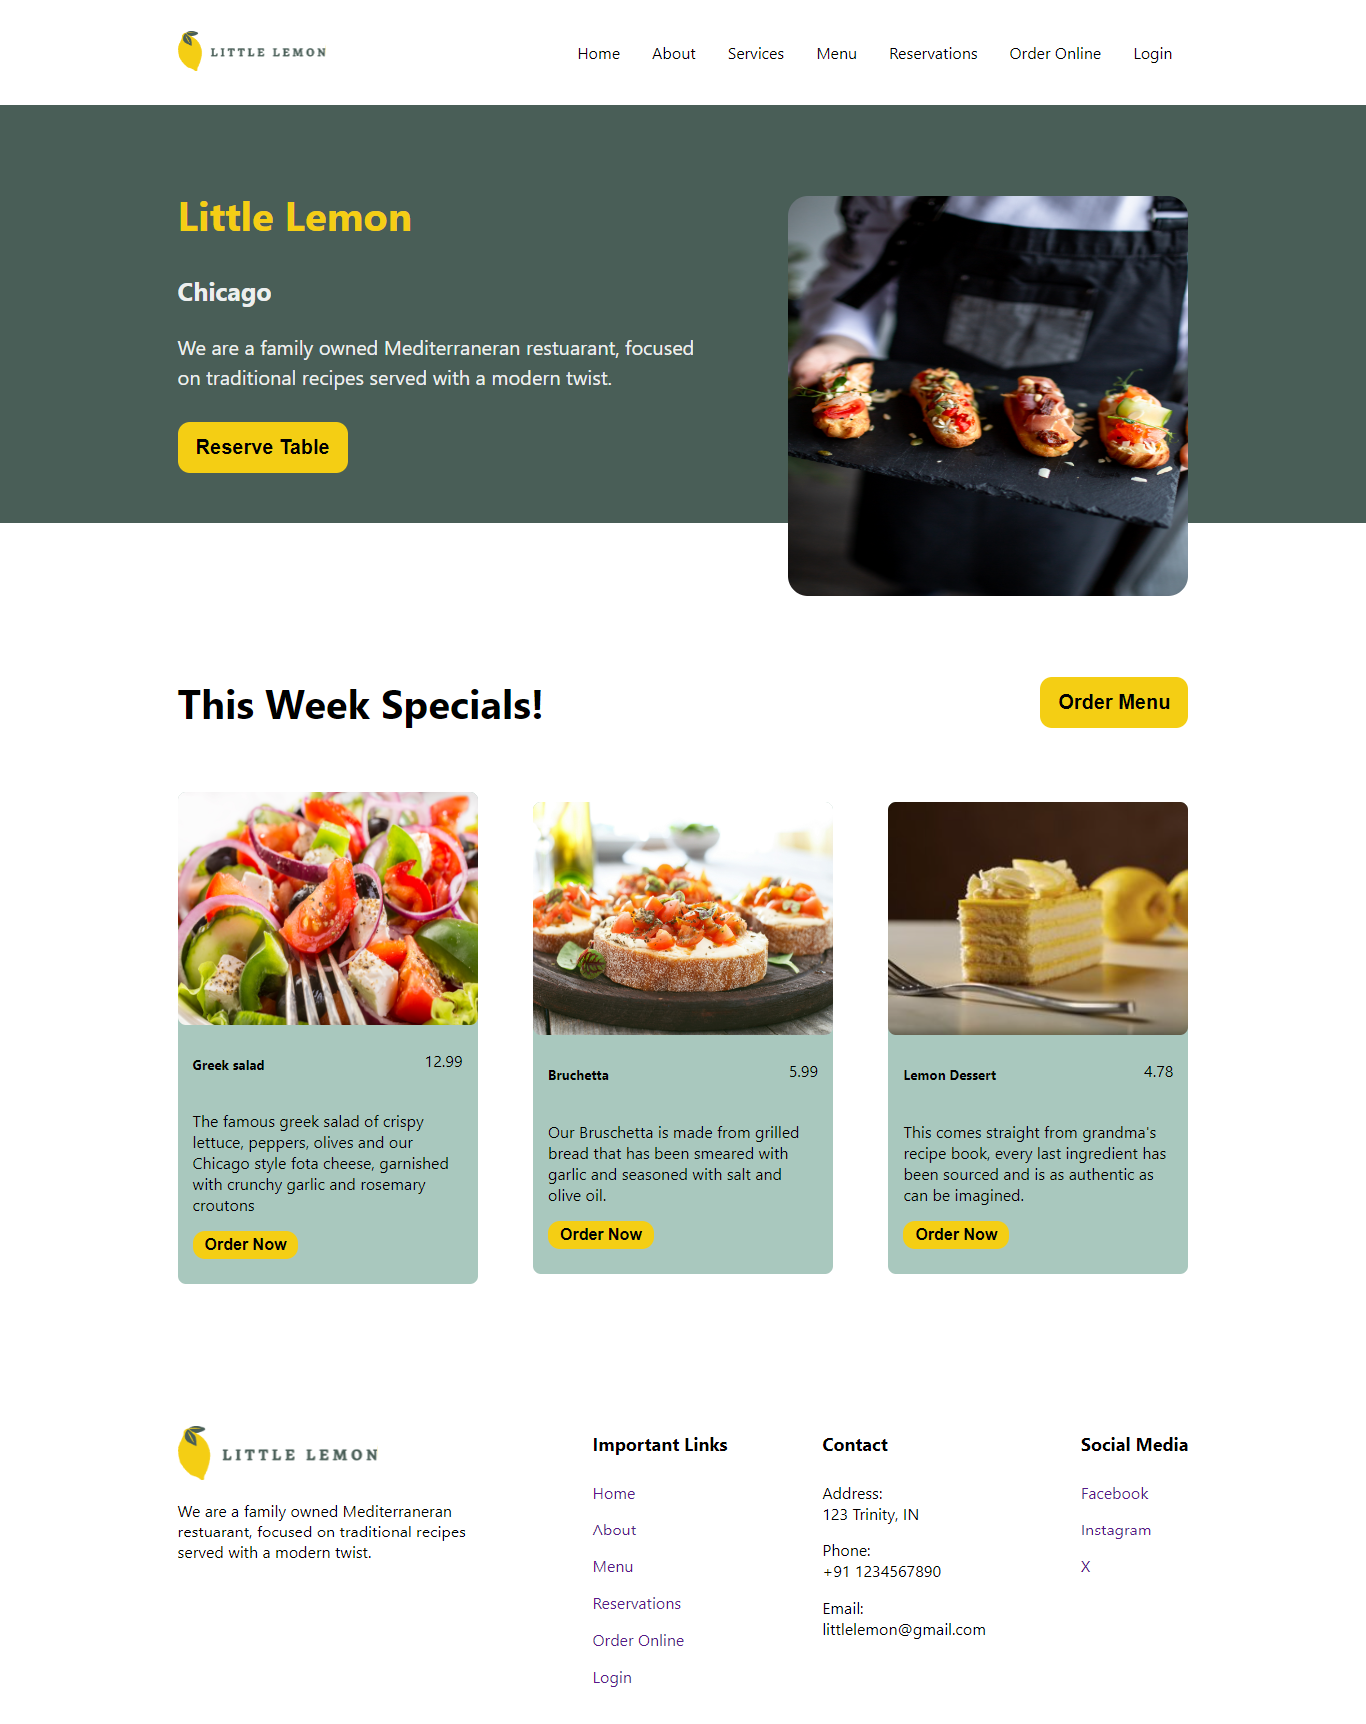 LITTLE LEMON
Home About Services Menu Reservations Order Online Login
Little Lemon
Chicago
We are a family owned Mediterraneran restuarant, focused
on traditional recipes served with a modern twist.
Reserve Table
This Week Specials!
Order Menu
Greek salad 12.99
The famous greek salad of crispy
lettuce, peppers, olives and our
Chicago style fota cheese, garnished
with crunchy garlic and rosemary
croutons
Order Now
Bruchetta 5.99
Our Bruschetta is made from grilled
bread that has been smeared with
garlic and seasoned with salt and
olive oil.
Order Now
Lemon Dessert 4.78
This comes straight from grandma's
recipe book, every last ingredient has
been sourced and is as authentic as
can be imagined.
Order Now
LITTLE LEMON
We are a family owned Mediterraneran
restuarant, focused on traditional recipes
served with a modern twist.
Important Links
Home
About
Menu
Reservations
Order Online
Login
Contact
Address:
123 Trinity, IN
Phone:
+91 1234567890
Email:
littlelemon@gmail.com
Social Media
Facebook
Instagram
X